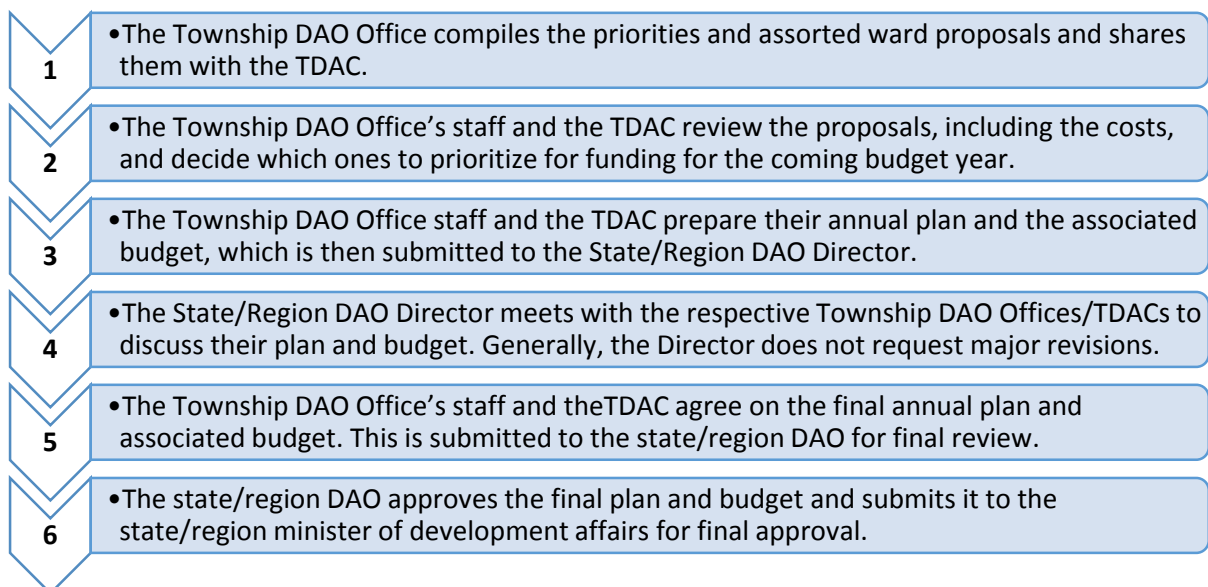 1
•The Township DAO Office compiles the priorities and assorted ward proposals and shares
them with the TDAC.
2
•The Township DAO Office's staff and the TDAC review the proposals, including the costs,
and decide which ones to prioritize for funding for the coming budget year.
3
•The Township DAO Office staff and the TDAC prepare their annual plan and the associated
budget, which is then submitted to the State/Region DAO Director.
4
•The State/Region DAO Director meets with the respective Township DAO Offices/TDACs to
discuss their plan and budget. Generally, the Director does not request major revisions.
5
•The Township DAO Office's staff and theTDAC agree on the final annual plan and
associated budget. This is submitted to the state/region DAO for final review.
6
•The state/region DAO approves the final plan and budget and submits it to the
state/region minister of development affairs for final approval.